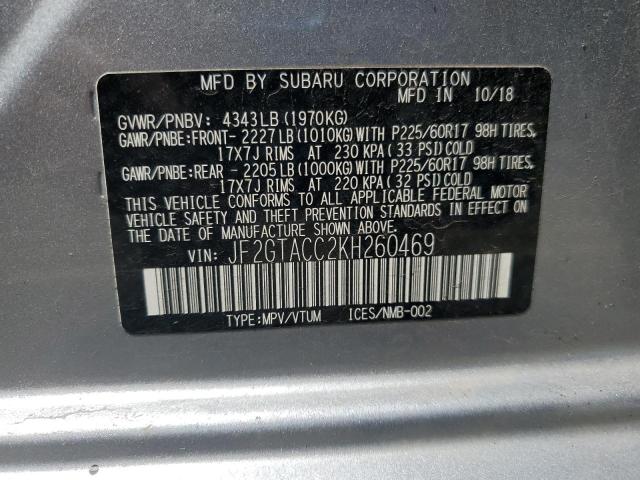 MFD BY SUBARU CORPORATION
MFD IN 10/18
GVWR/PNBV: 4343LB (1970KG)
GAWR/PNBE: FRONT- 2227LB (1010KG) WITH P225/60R17 98H TIRES,
17X7J RIMS AT 230 KPA (33 PSI) COLD
GAWR/PNBE: REAR - 2205LB (1000KG) WITH P225/60R17 98H TIRES,
17X7J RIMS AT 220 KPA (32 PSI) COLD
THIS VEHICLE CONFORMS TO ALL APPLICABLE FEDERAL MOTOR
VEHICLE SAFETY AND THEFT PREVENTION STANDARDS IN EFFECT
ON THE DATE OF MANUFACTURE SHOWN ABOVE.
VIN: JF2GTACC2KH260469
TYPE:MPV/VTUM ICES/NMB-002